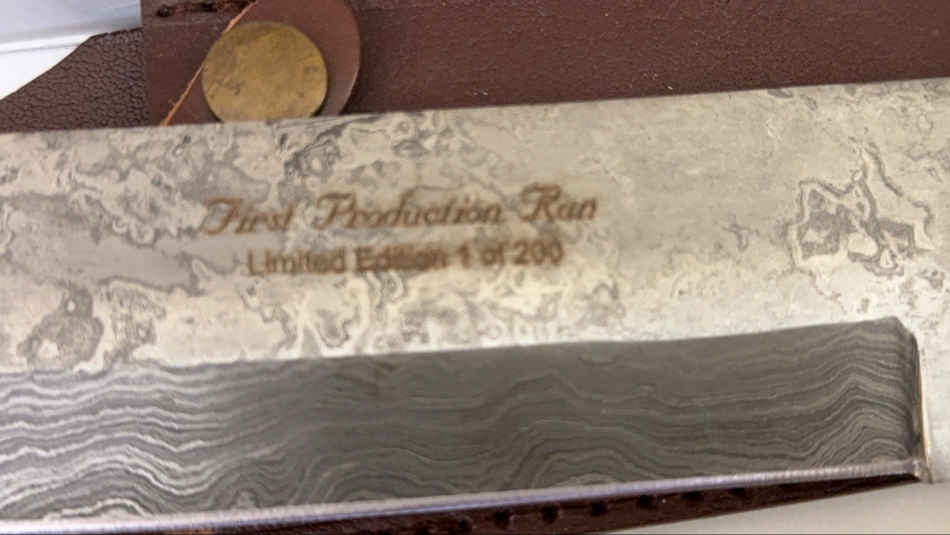 First Production Run
Limited Edition 1 of 200